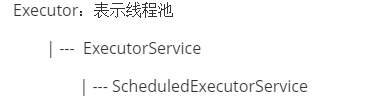 Executor：表示线程池
| --- ExecutorService
| --- ScheduledExecutorService